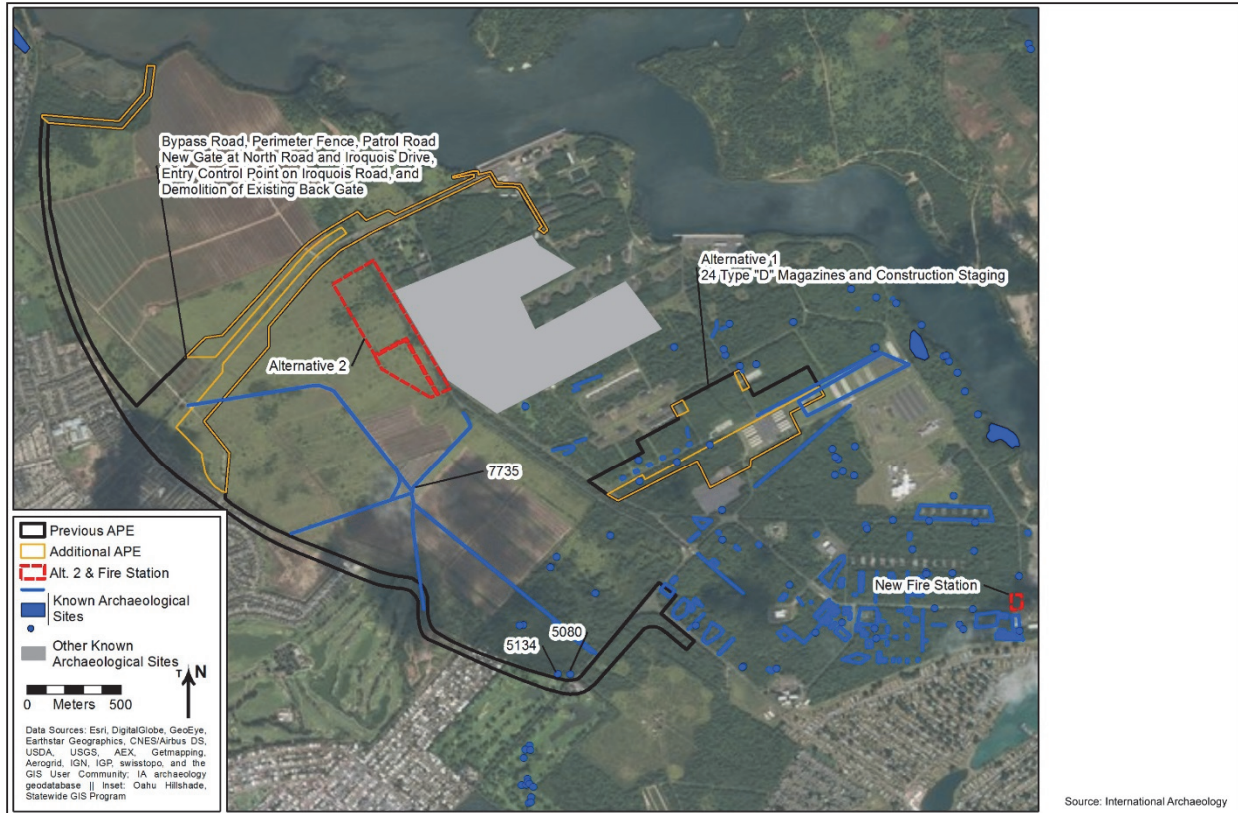 Bypass Road, Perimeter Fence, Patrol Road
New Gate at North Road and Iroquois Drive,
Entry Control Point on Iroquois Road, and
Demolition of Existing Back Gate
Alternative 1
24 Type "D" Magazines and Construction Staging
Alternative 2
7735
New Fire Station
5134
5080
Previous APE
Additional APE
Alt. 2 & Fire Station
Known Archaeological
Sites
Other Known
Archaeological Sites
T N
0 Meters 500
Data Sources: Esri, DigitalGlobe, GeoEye,
Earthstar Geographics, CNES/Airbus DS,
USDA, USGS, AEX, Getmapping,
Aerogrid, IGN, IGP, swisstopo, and the
GIS User Community; IA archaeology
geodatabase || Inset: Oahu Hillshade,
Statewide GIS Program
Source: International Archaeology